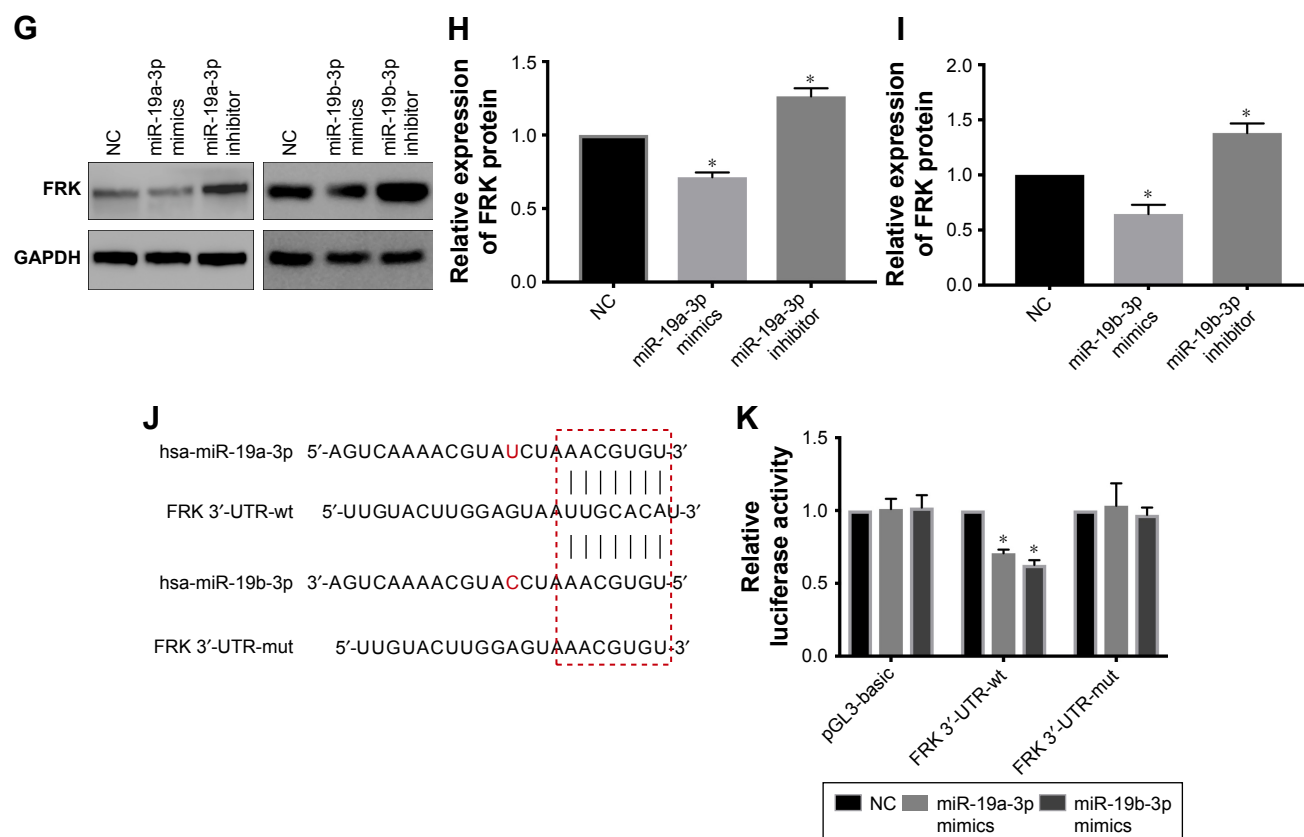 G
NC
miR-19a-3p
mimics
miR-19a-3p
inhibitor
NC
miR-19b-3p
mimics
miR-19b-3p
inhibitor
FRK
GAPDH
H
Relative expression
of FRK protein
1.5
1.0
0.5
0.0
*
*
NC
miR-19a-3p
mimics
miR-19a-3p
inhibitor
I
Relative expression
of FRK protein
2.0
1.5
1.0
0.5
0.0
*
*
NC
miR-19b-3p
mimics
miR-19b-3p
inhibitor
J
hsa-miR-19a-3p 5′-AGUCAAAACGUAUCUAAACGUGU-3′
FRK 3′-UTR-wt 5′-UUGUACUUGGAGUAAUUGCACAU-3′
hsa-miR-19b-3p 3′-AGUCAAAACGUACCUAAACGUGU-5′
FRK 3′-UTR-mut 5′-UUGUACUUGGAGUAAACGUGU-3′
K
Relative
luciferase activity
1.5
1.0
0.5
0.0
*
*
pGL3-basic
FRK 3′-UTR-wt
FRK 3′-UTR-mut
NC
miR-19a-3p
mimics
miR-19b-3p
mimics